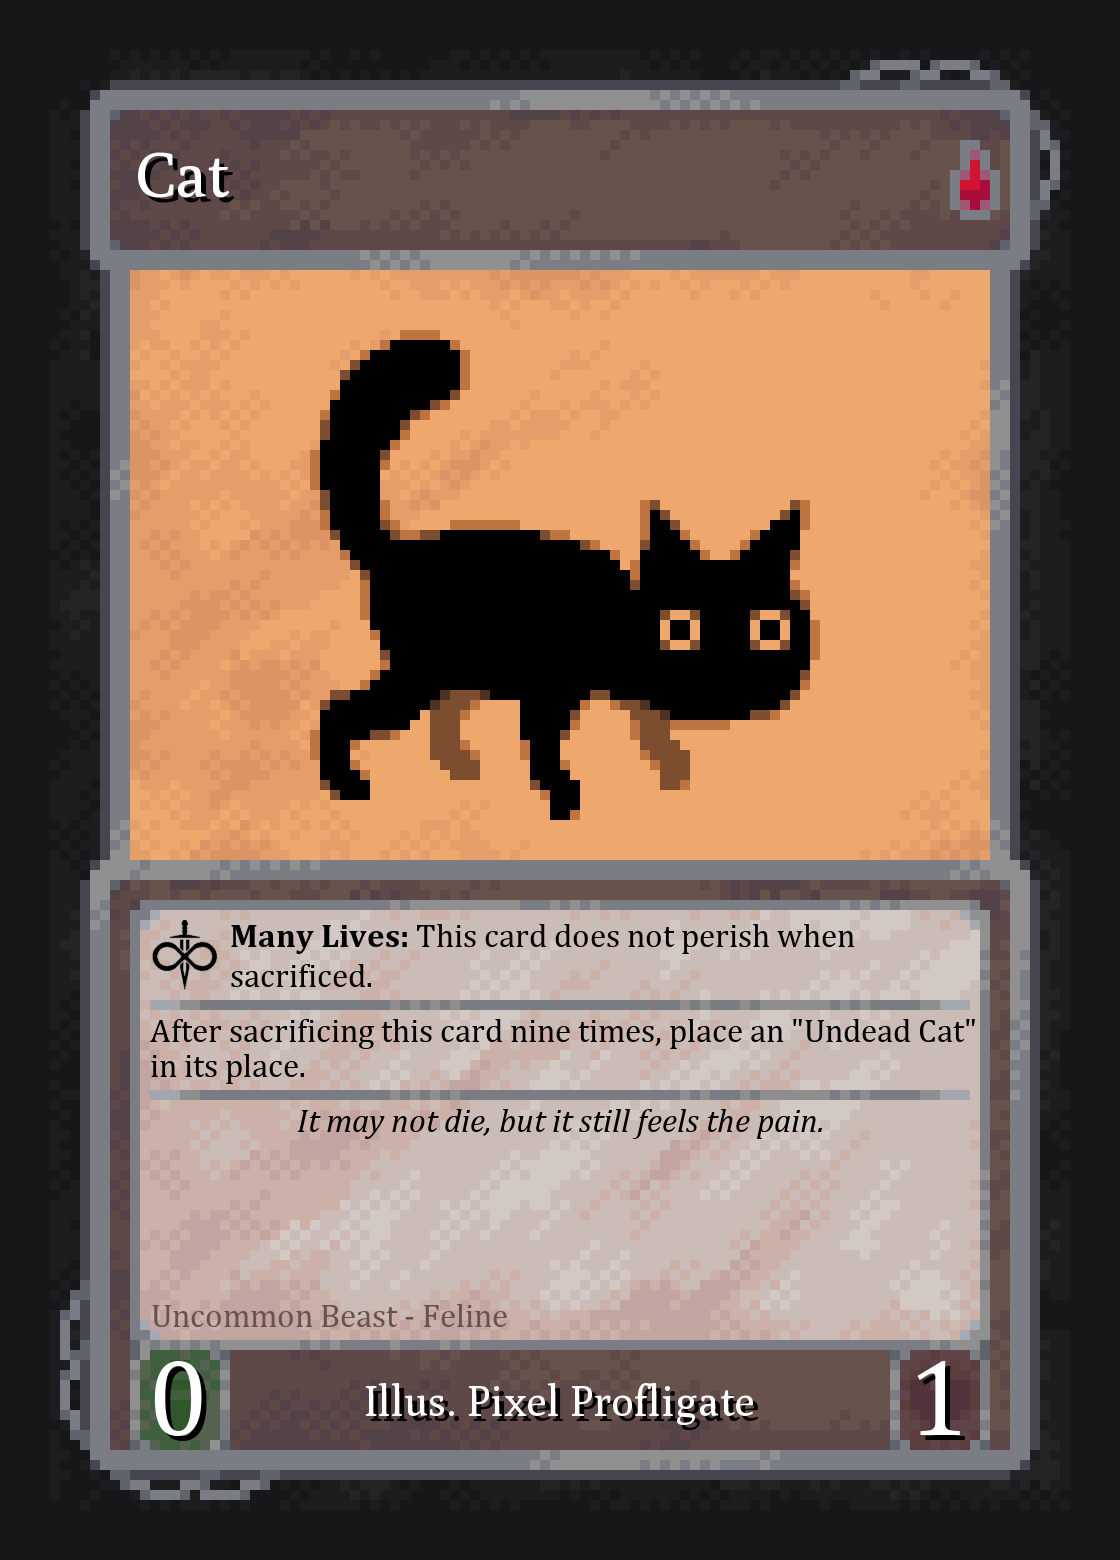 Cat
Many Lives: This card does not perish when
sacrificed.
After sacrificing this card nine times, place an "Undead Cat"
in its place.
It may not die, but it still feels the pain.
Uncommon Beast - Feline
0
Illus. Pixel Profligate
1